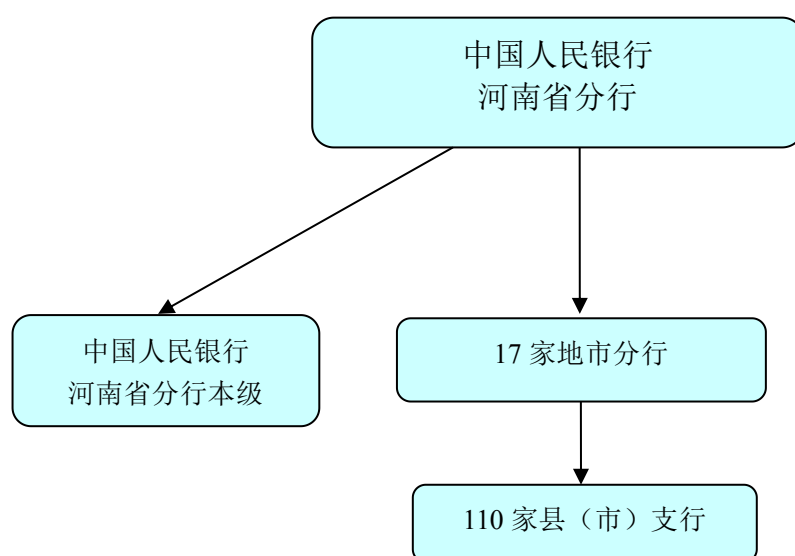 中国人民银行
河南省分行
中国人民银行
河南省分行本级
17 家地市分行
110 家县（市）支行